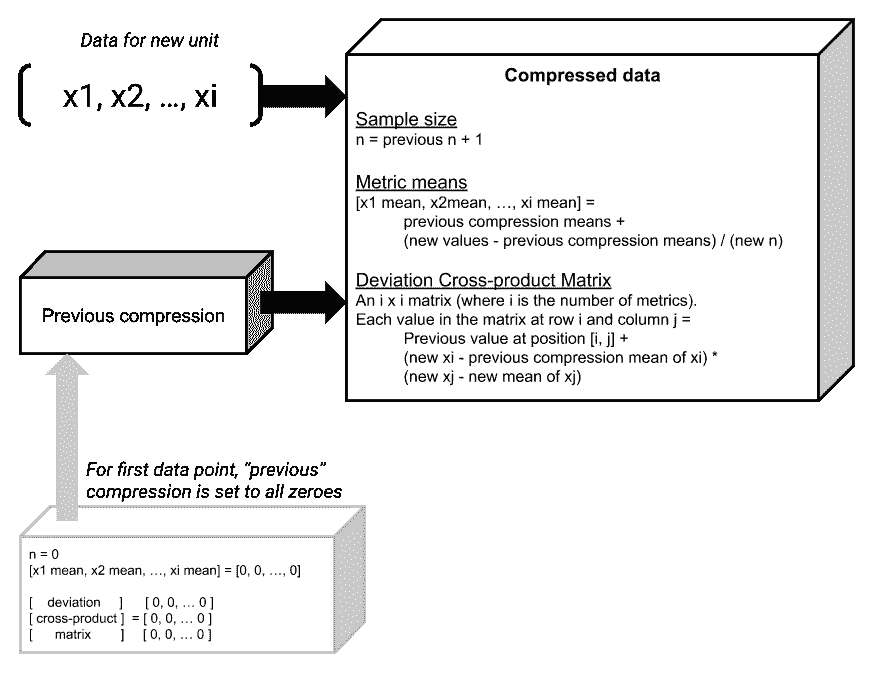 Data for new unit
x1, x2, ..., xi
Compressed data
Sample size
n = previous n + 1
Metric means
[x1 mean, x2mean, ..., xi mean] =
previous compression means +
(new values - previous compression means) / (new n)
Deviation Cross-product Matrix
An i x i matrix (where i is the number of metrics).
Each value in the matrix at row i and column j =
Previous value at position [i, j] +
(new xi - previous compression mean of xi) *
(new xj - new mean of xj)
Previous compression
For first data point, “previous”
compression is set to all zeroes
n = 0
[x1 mean, x2 mean, ..., xi mean] = [0, 0, ..., 0]
[ deviation ] [ 0, 0, ... 0 ]
[ cross-product ] = [ 0, 0, ... 0 ]
[ matrix ] [ 0, 0, ... 0 ]